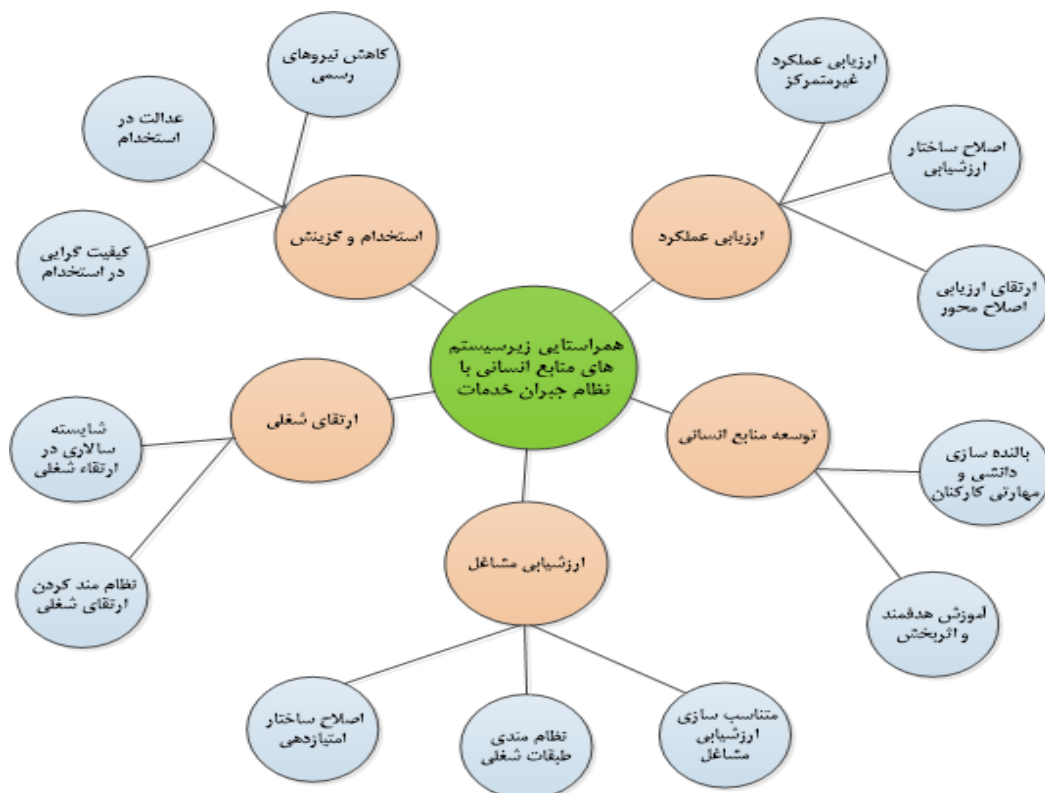 کاهش نیروهای
رسمی
عدالت در
استخدام
کیفیت گرایی
در استخدام
استخدام و گزینش
ارزیابی عملکرد
غیرمتمرکز
اصلاح ساختار
ارزشیابی
ارتقای ارزیابی
اصلاح محور
ارزیابی عملکرد
همراستایی زیرسیستم
های منابع انسانی با
نظام جبران خدمات
ارتقای شغلی
شایسته
سالاری در
ارتقاء شغلی
نظام مند کردن
ارتقای شغلی
توسعه منابع انسانی
بالنده سازی
دانشی و
مهارتی کارکنان
آموزش هدفمند
و اثربخش
ارزشیابی مشاغل
اصلاح ساختار
امتیازدهی
نظام مندی
طبقات شغلی
متناسب سازی
ارزشیابی
مشاغل